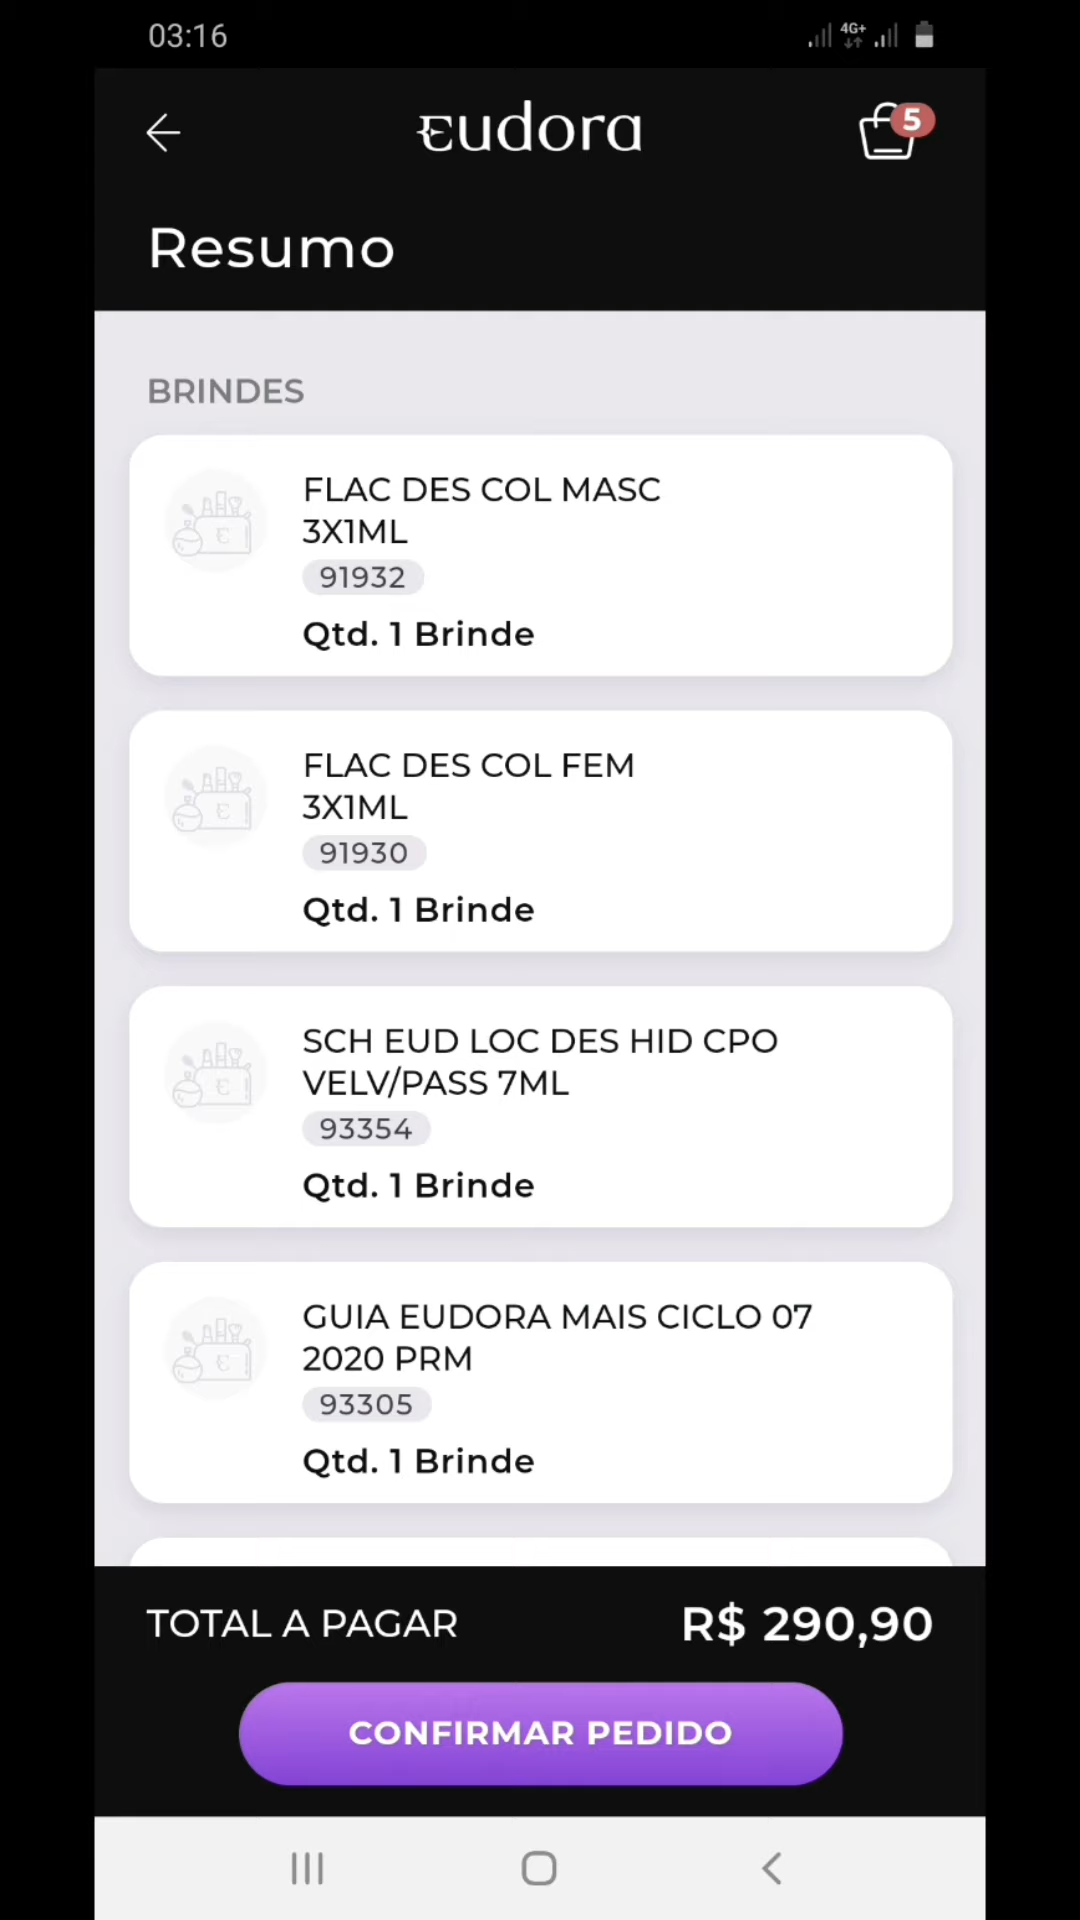 03:16
4G+
eudora
5
Resumo
BRINDES
FLAC DES COL MASC
3X1ML
91932
Qtd. 1 Brinde
FLAC DES COL FEM
3X1ML
91930
Qtd. 1 Brinde
SCH EUD LOC DES HID CPO
VELV/PASS 7ML
93354
Qtd. 1 Brinde
GUIA EUDORA MAIS CICLO 07
2020 PRM
93305
Qtd. 1 Brinde
TOTAL A PAGAR
R$ 290,90
CONFIRMAR PEDIDO